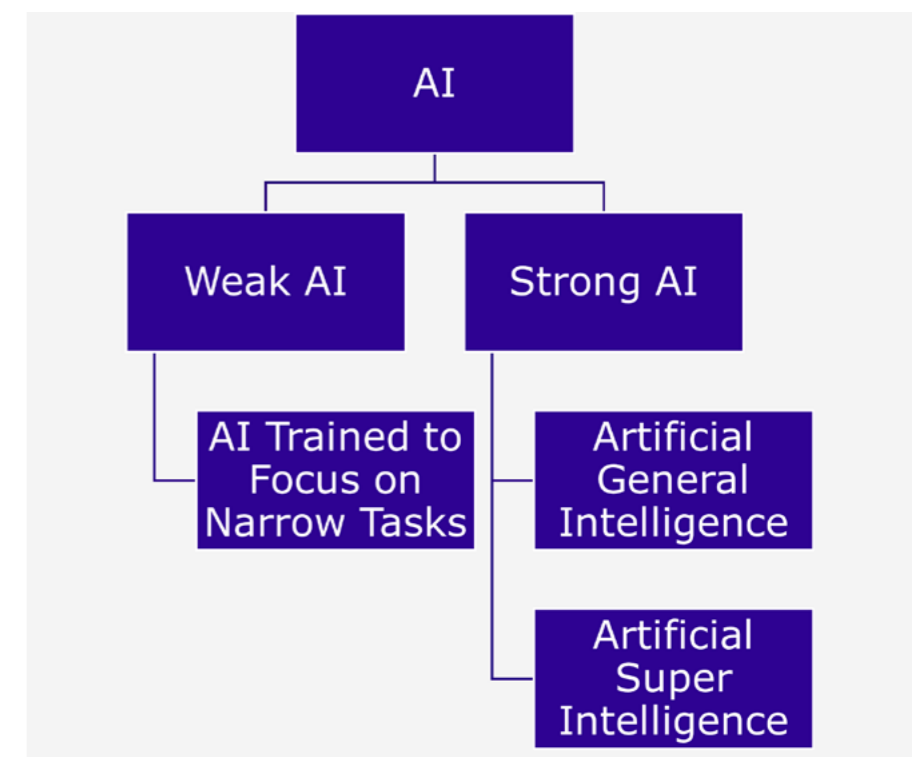 AI
Weak AI
Strong AI
AI Trained to
Focus on
Narrow Tasks
Artificial
General
Intelligence
Artificial
Super
Intelligence